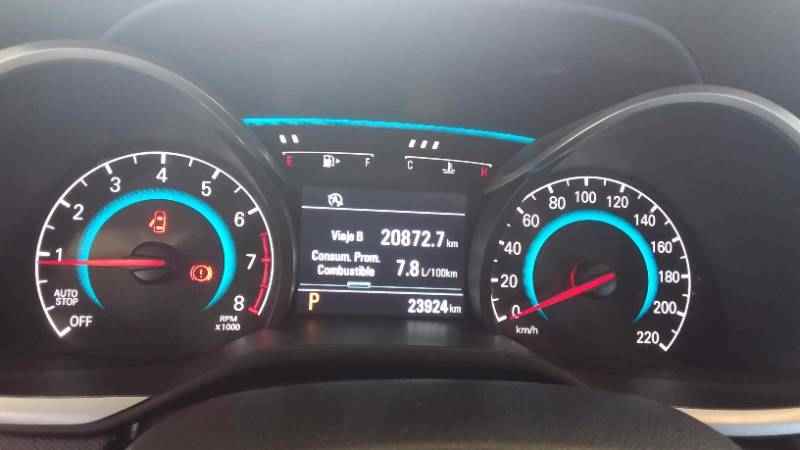 E F
C H
1 2 3 4 5 6 7 8
AUTO
STOP
OFF
RPM
X1000
Viaje B 20872.7 km
Consum. Prom.
Combustible 7.8 L/100km
P 23924 km
0 20 40 60 80 100 120 140 160 180 200 220
km/h